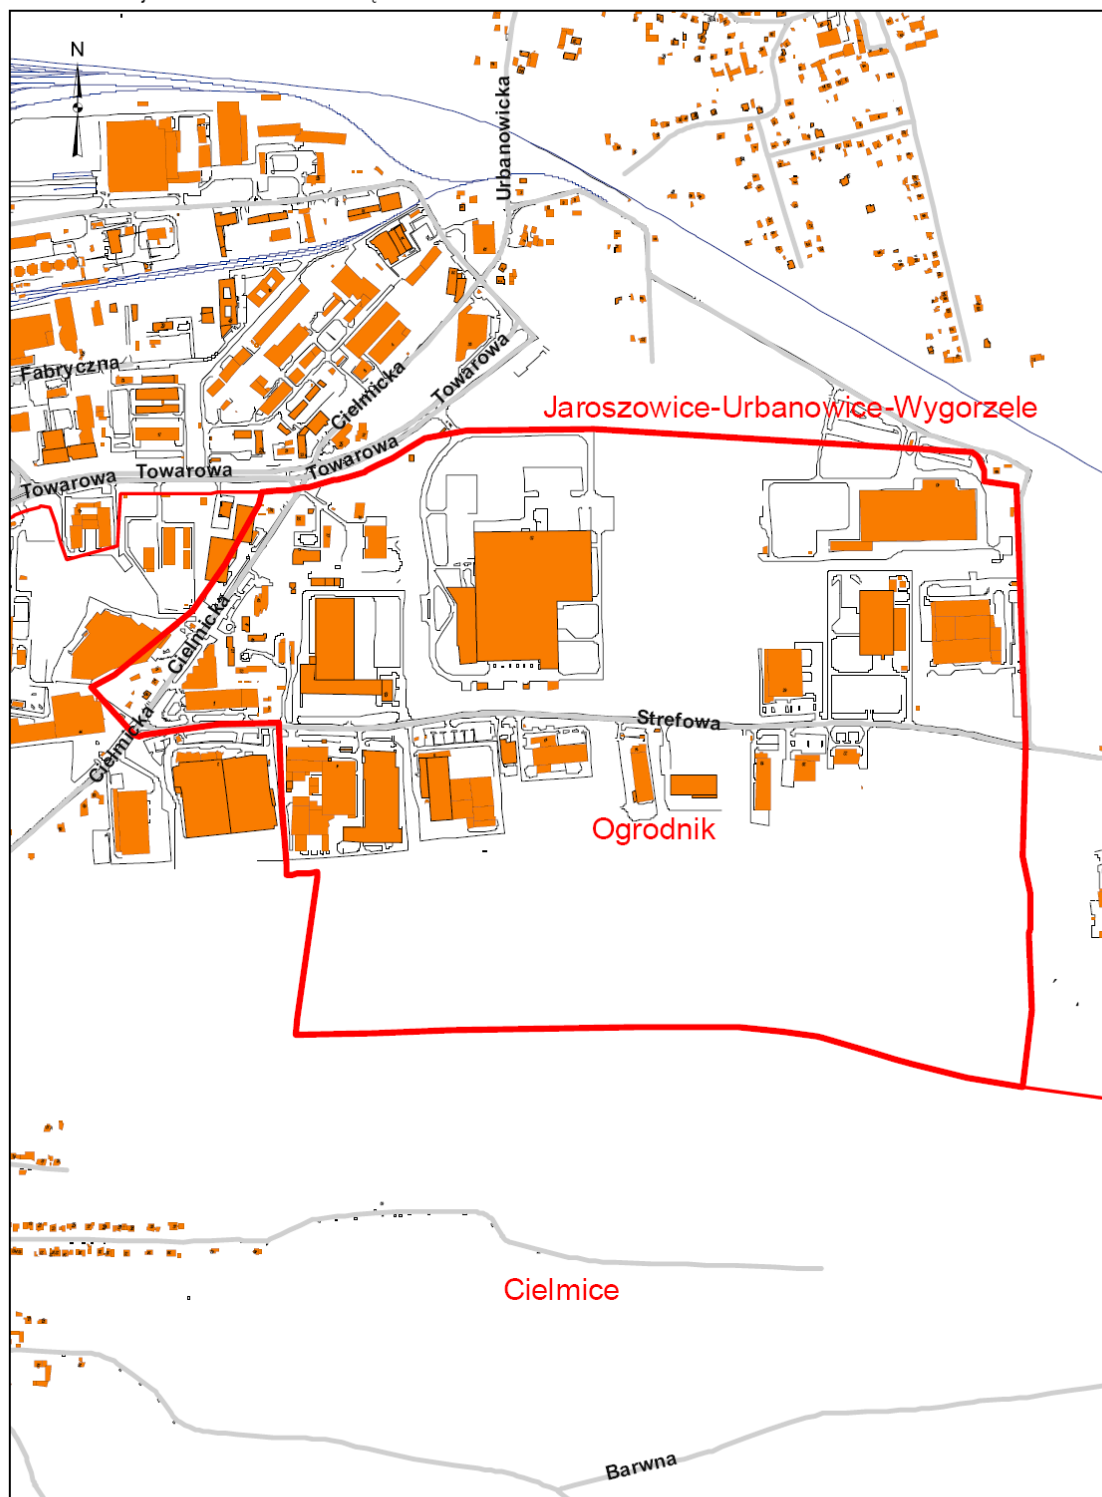 N
Urbanowicka
Fabryczna
Cielmicka
Towarowa
Jaroszowice-Urbanowice-Wygorzele
Towarowa
Towarowa
Towarowa
Cielmicka
Cielmicka
Strefowa
Ogrodnik
Cielmice
Barwna